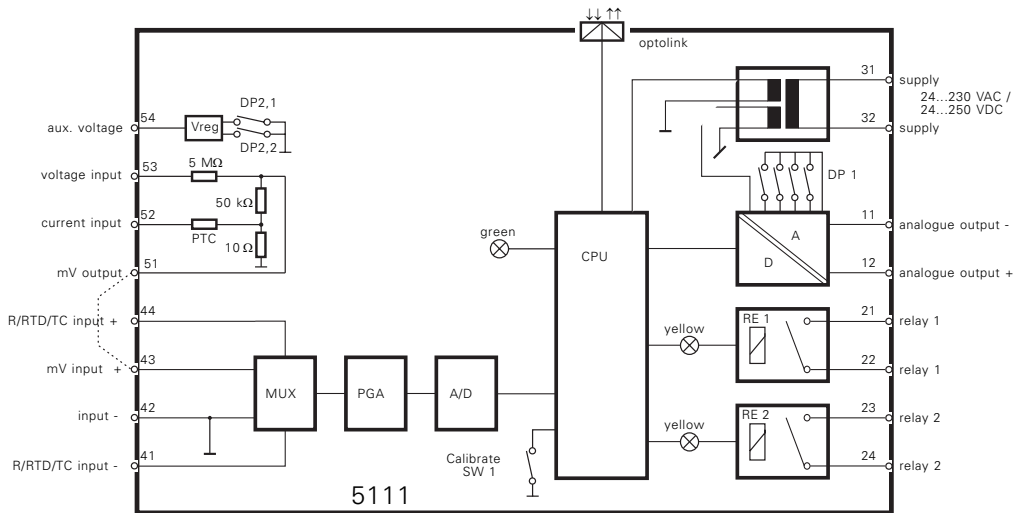 ↓↓ ↑↑
optolink
31
supply
24...230 VAC /
24...250 VDC
32
supply
DP2,1
54
aux. voltage
Vreg
DP2,2
53
voltage input
5 MΩ
50 kΩ
52
current input
PTC
10 Ω
51
mV output
DP 1
11
analogue output -
A
D
12
analogue output +
green
CPU
44
R/RTD/TC input +
43
mV input +
42
input -
41
R/RTD/TC input -
MUX
PGA
A/D
yellow
RE 1
21
relay 1
22
relay 1
yellow
RE 2
23
relay 2
24
relay 2
Calibrate
SW 1
5111